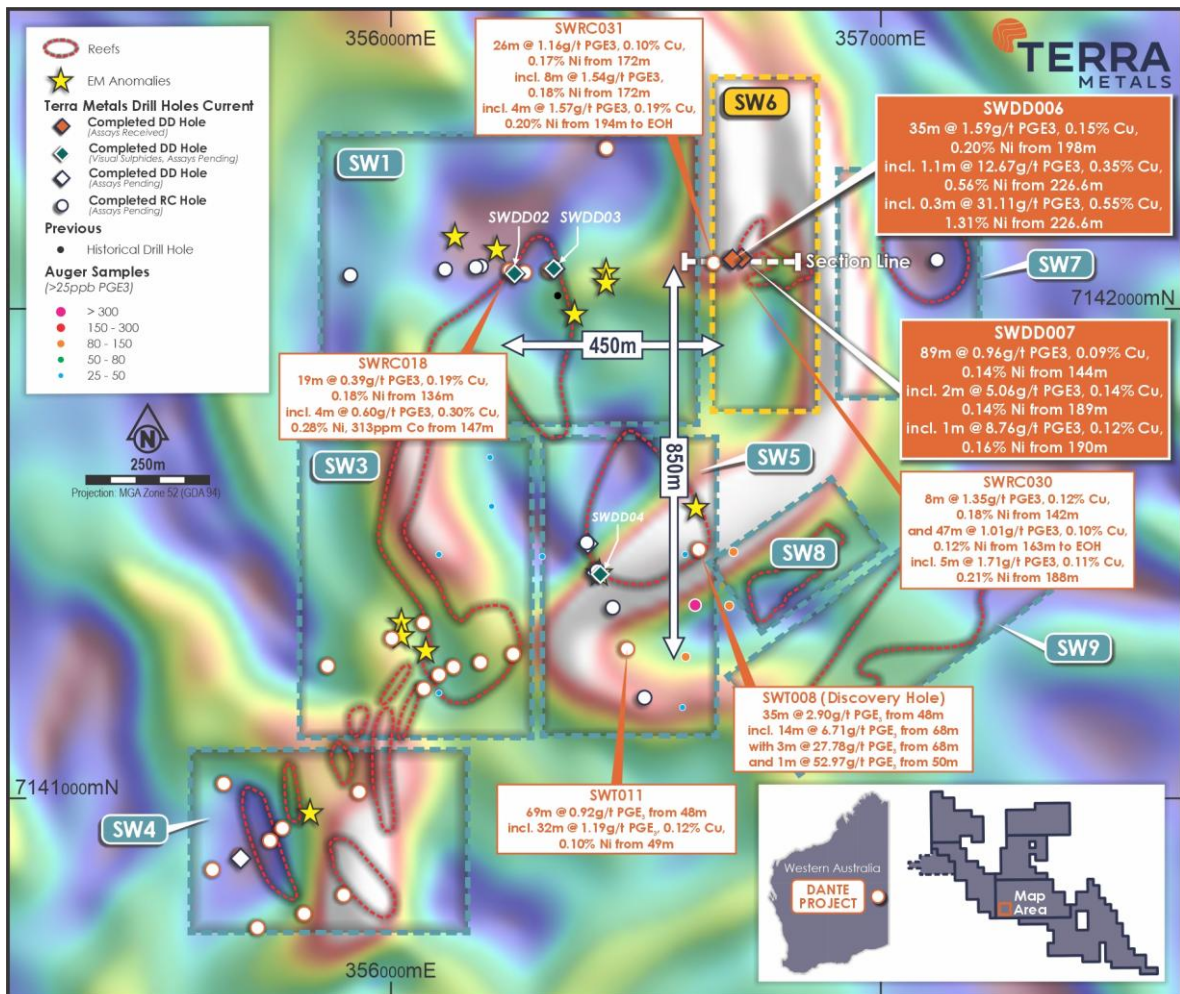 356000mE
357000mE
TERRA
METALS
Reefs
EM Anomalies
Terra Metals Drill Holes Current
Completed DD Hole
(Assays Received)
Completed DD Hole
(Visual Sulphides, Assays Pending)
Completed DD Hole
(Assays Pending)
Completed RC Hole
(Assays Pending)
Previous
Historical Drill Hole
Auger Samples
(>25ppb PGE3)
> 300
150 - 300
80 - 150
50 - 80
25 - 50
N
250m
Projection: MGA Zone 52 (GDA 94)
SWRC031
26m @ 1.16g/t PGE3, 0.10% Cu,
0.17% Ni from 172m
incl. 8m @ 1.54g/t PGE3,
0.18% Ni from 172m
incl. 4m @ 1.57g/t PGE3, 0.19% Cu,
0.20% Ni from 194m to EOH
SW6
SWDD006
35m @ 1.59g/t PGE3, 0.15% Cu,
0.20% Ni from 198m
incl. 1.1m @ 12.67g/t PGE3, 0.35% Cu,
0.56% Ni from 226.6m
incl. 0.3m @ 31.11g/t PGE3, 0.55% Cu,
1.31% Ni from 226.6m
SW1
SWDD02
SWDD03
Section Line
SW7
7142000mN
450m
SWRC018
19m @ 0.39g/t PGE3, 0.19% Cu,
0.18% Ni from 136m
incl. 4m @ 0.60g/t PGE3, 0.30% Cu,
0.28% Ni, 313ppm Co from 147m
SWDD007
89m @ 0.96g/t PGE3, 0.09% Cu,
0.14% Ni from 144m
incl. 2m @ 5.06g/t PGE3, 0.14% Cu,
0.14% Ni from 189m
incl. 1m @ 8.76g/t PGE3, 0.12% Cu,
0.16% Ni from 190m
850m
SW3
SW5
SWDD04
SWRC030
8m @ 1.35g/t PGE3, 0.12% Cu,
0.18% Ni from 142m
and 47m @ 1.01g/t PGE3, 0.10% Cu,
0.12% Ni from 163m to EOH
incl. 5m @ 1.71g/t PGE3, 0.11% Cu,
0.21% Ni from 188m
SW8
SW9
SWT008 (Discovery Hole)
35m @ 2.90g/t PGE3 from 48m
incl. 14m @ 6.71g/t PGE3 from 68m
with 3m @ 27.78g/t PGE3 from 68m
and 1m @ 52.97g/t PGE3 from 50m
7141000mN
SWT011
69m @ 0.92g/t PGE3 from 48m
incl. 32m @ 1.19g/t PGE3, 0.12% Cu,
0.10% Ni from 49m
SW4
Western Australia
DANTE
PROJECT
Map
Area
356000mE